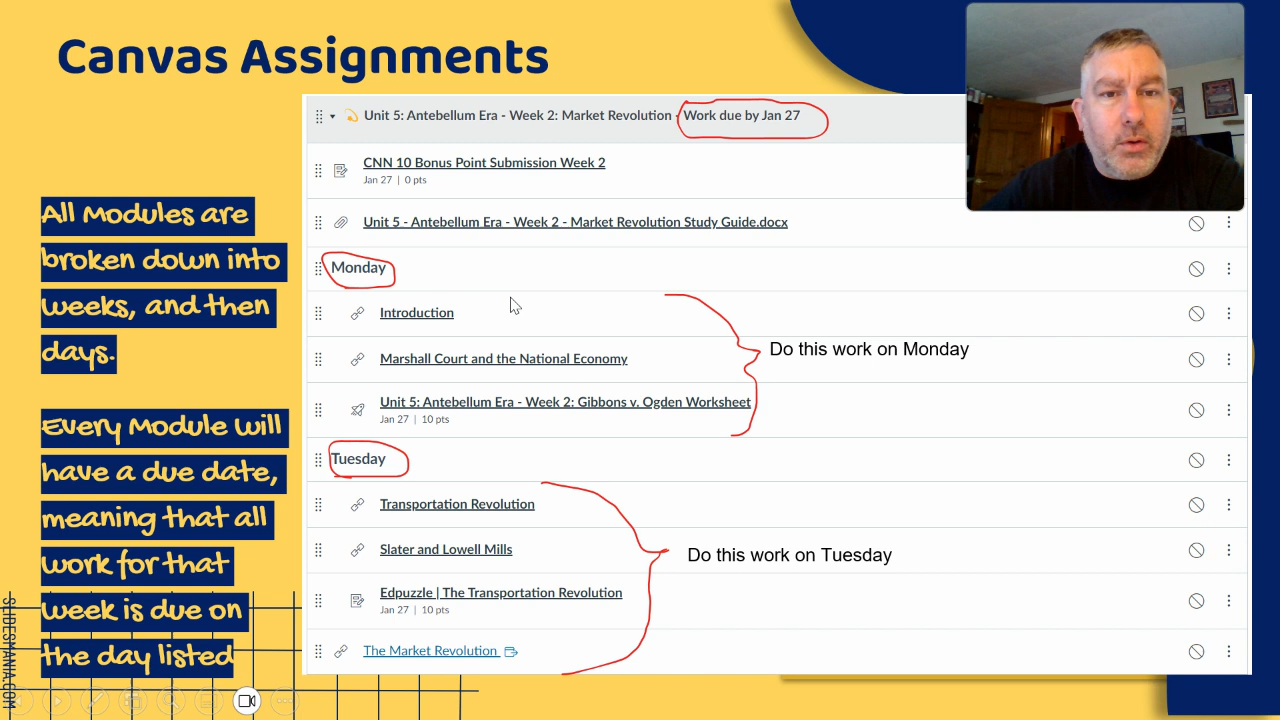 Canvas Assignments
All Modules are
broken down into
weeks, and then
days.
Every Module will
have a due date,
meaning that all
work for that
week is due on
the day listed
Unit 5: Antebellum Era - Week 2: Market Revolution - Work due by Jan 27
CNN 10 Bonus Point Submission Week 2
Jan 27 | 0 pts
Unit 5 - Antebellum Era - Week 2 - Market Revolution Study Guide.docx
Monday
Introduction
Marshall Court and the National Economy
Unit 5: Antebellum Era - Week 2: Gibbons v. Ogden Worksheet
Jan 27 | 10 pts
Do this work on Monday
Tuesday
Transportation Revolution
Slater and Lowell Mills
Edpuzzle | The Transportation Revolution
Jan 27 | 10 pts
The Market Revolution
Do this work on Tuesday
SLIDESMANIA.COM